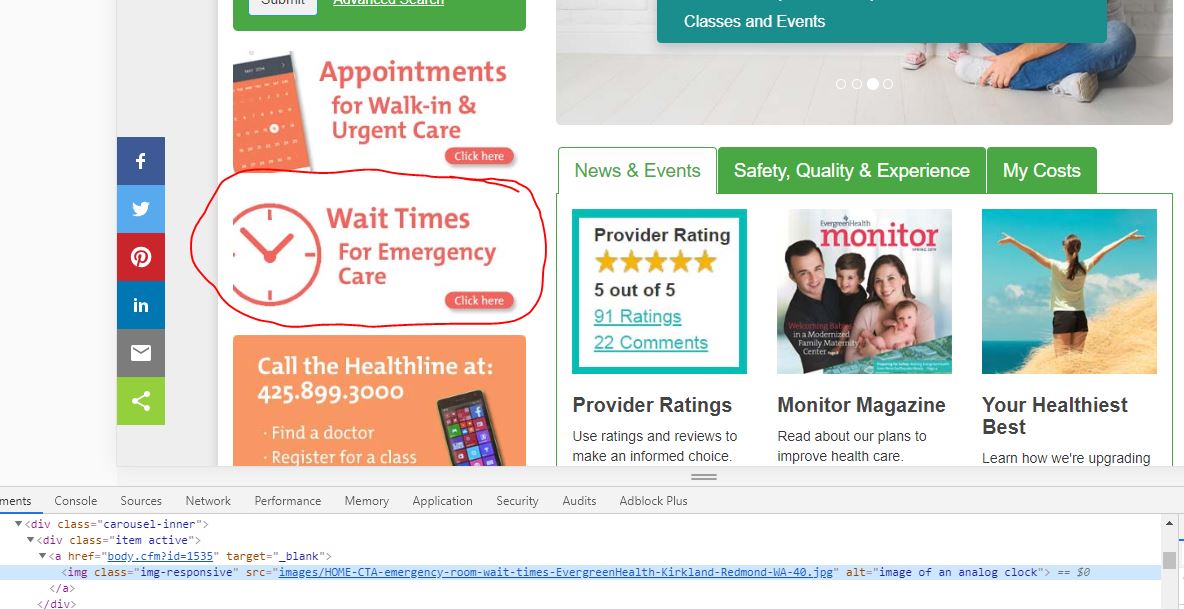 Submit Advanced Search
Classes and Events
Appointments
for Walk-in &
Urgent Care
Click here
Wait Times
For Emergency
Care
Click here
Call the Healthline at:
425.899.3000
· Find a doctor
· Register for a class
News & Events
Safety, Quality & Experience
My Costs
Provider Rating
5 out of 5
91 Ratings
22 Comments
EvergreenHealth
monitor
Welcoming Babies
in a Modernized
Family Maternity
Center
Provider Ratings
Use ratings and reviews to
make an informed choice.
Monitor Magazine
Read about our plans to
improve health care.
Your Healthiest
Best
Learn how we're upgrading
ments Console Sources Network Performance Memory Application Security Audits Adblock Plus
▼<div class="carousel-inner">
▼<div class="item active">
▼<a href="body.cfm?id=1535" target="_blank">
<img class="img-responsive" src="images/HOME-CTA-emergency-room-wait-times-EvergreenHealth-Kirkland-Redmond-WA-40.jpg" alt="image of an analog clock"> == $0
</a>
</div>